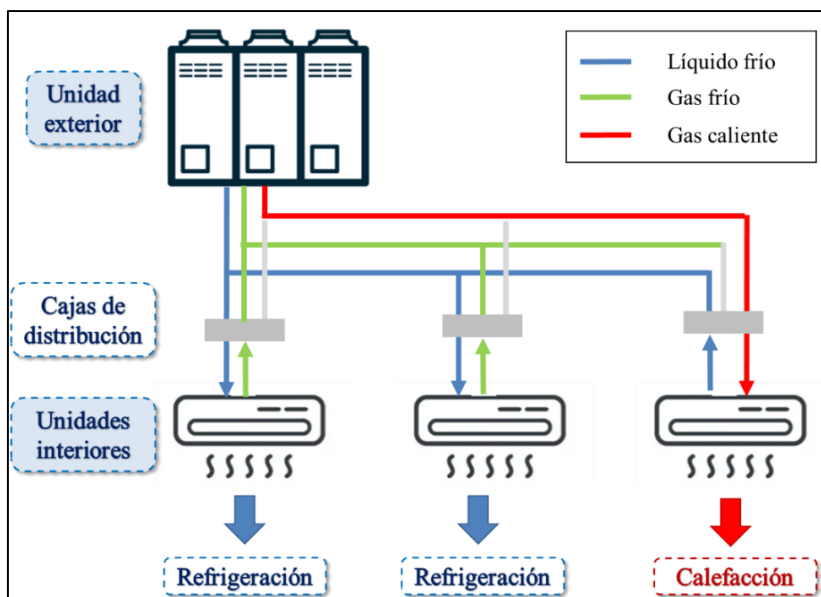 Unidad
exterior
Líquido frío
Gas frío
Gas caliente
Cajas de
distribución
Unidades
interiores
Refrigeración
Refrigeración
Calefacción